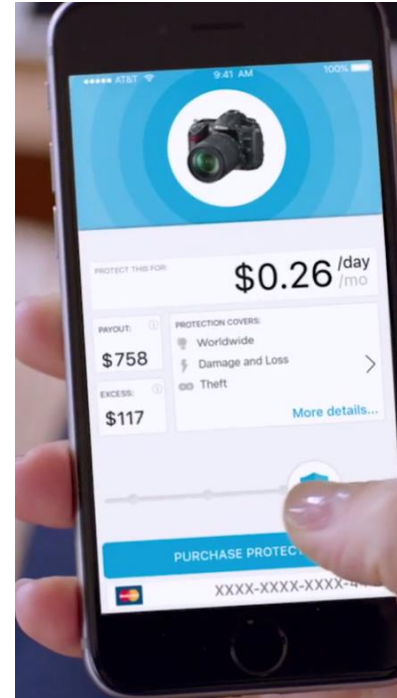 AT&T 9:41 AM 100%
PROTECT THIS FOR:
$0.26 /day
/mo
PAYOUT:
$758
EXCESS:
$117
PROTECTION COVERS:
Worldwide
Damage and Loss
Theft
More details...
PURCHASE PROTECT
XXXX-XXXX-XXXX-